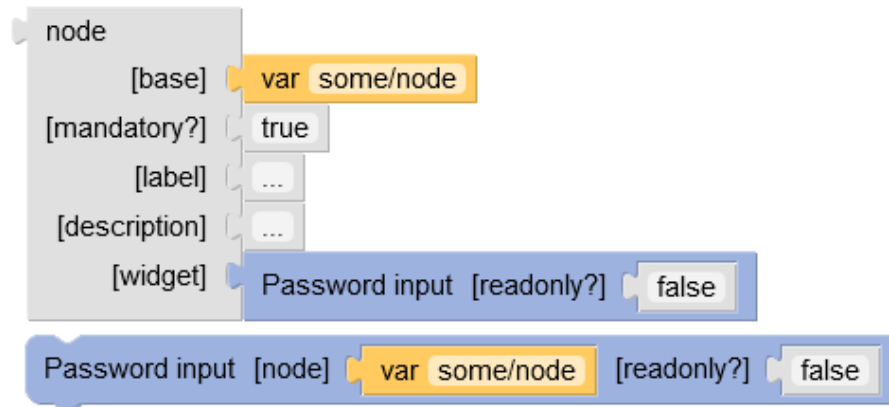 node
[base] var some/node
[mandatory?] true
[label] ...
[description] ...
[widget] Password input [readonly?] false
Password input [node] var some/node [readonly?] false